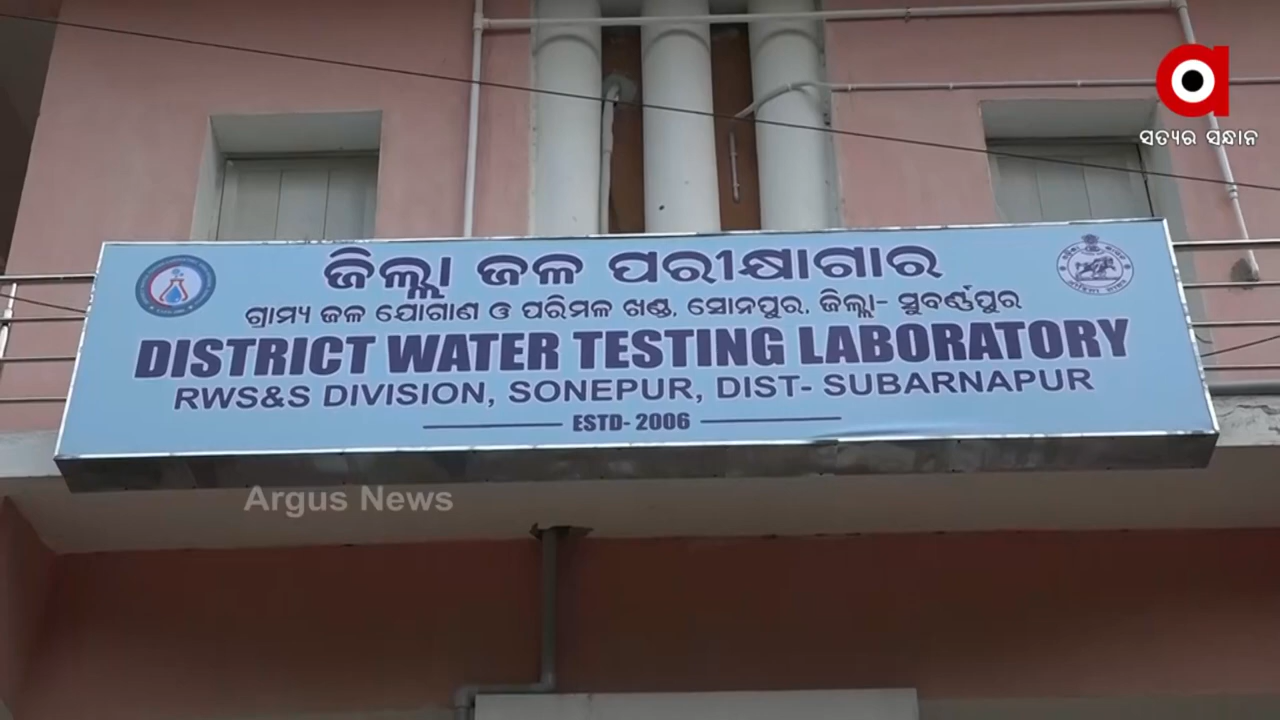 ସତ୍ୟର ସନ୍ଧାନ
ଜିଲ୍ଲା ଜଳ ପରୀକ୍ଷାଗାର
ଗ୍ରାମ୍ୟ ଜଳ ଯୋଗାଣ ଓ ପରିମଳ ଖଣ୍ଡ, ସୋନପୁର, ଜିଲ୍ଲା- ସୁବର୍ଣ୍ଣପୁର
DISTRICT WATER TESTING LABORATORY
RWS&S DIVISION, SONEPUR, DIST- SUBARNAPUR
ESTD- 2006
Argus News